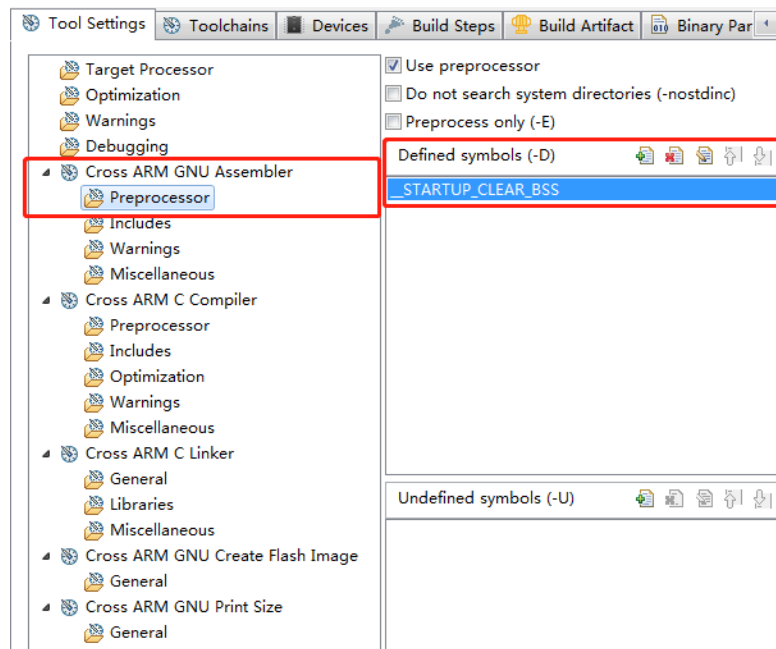 Tool Settings
Toolchains
Devices
Build Steps
Build Artifact
Binary Par
Target Processor
Optimization
Warnings
Debugging
Cross ARM GNU Assembler
Preprocessor
Includes
Warnings
Miscellaneous
Cross ARM C Compiler
Preprocessor
Includes
Optimization
Warnings
Miscellaneous
Cross ARM C Linker
General
Libraries
Miscellaneous
Cross ARM GNU Create Flash Image
General
Cross ARM GNU Print Size
General
Use preprocessor
Do not search system directories (-nostdinc)
Preprocess only (-E)
Defined symbols (-D)
__STARTUP_CLEAR_BSS
Undefined symbols (-U)